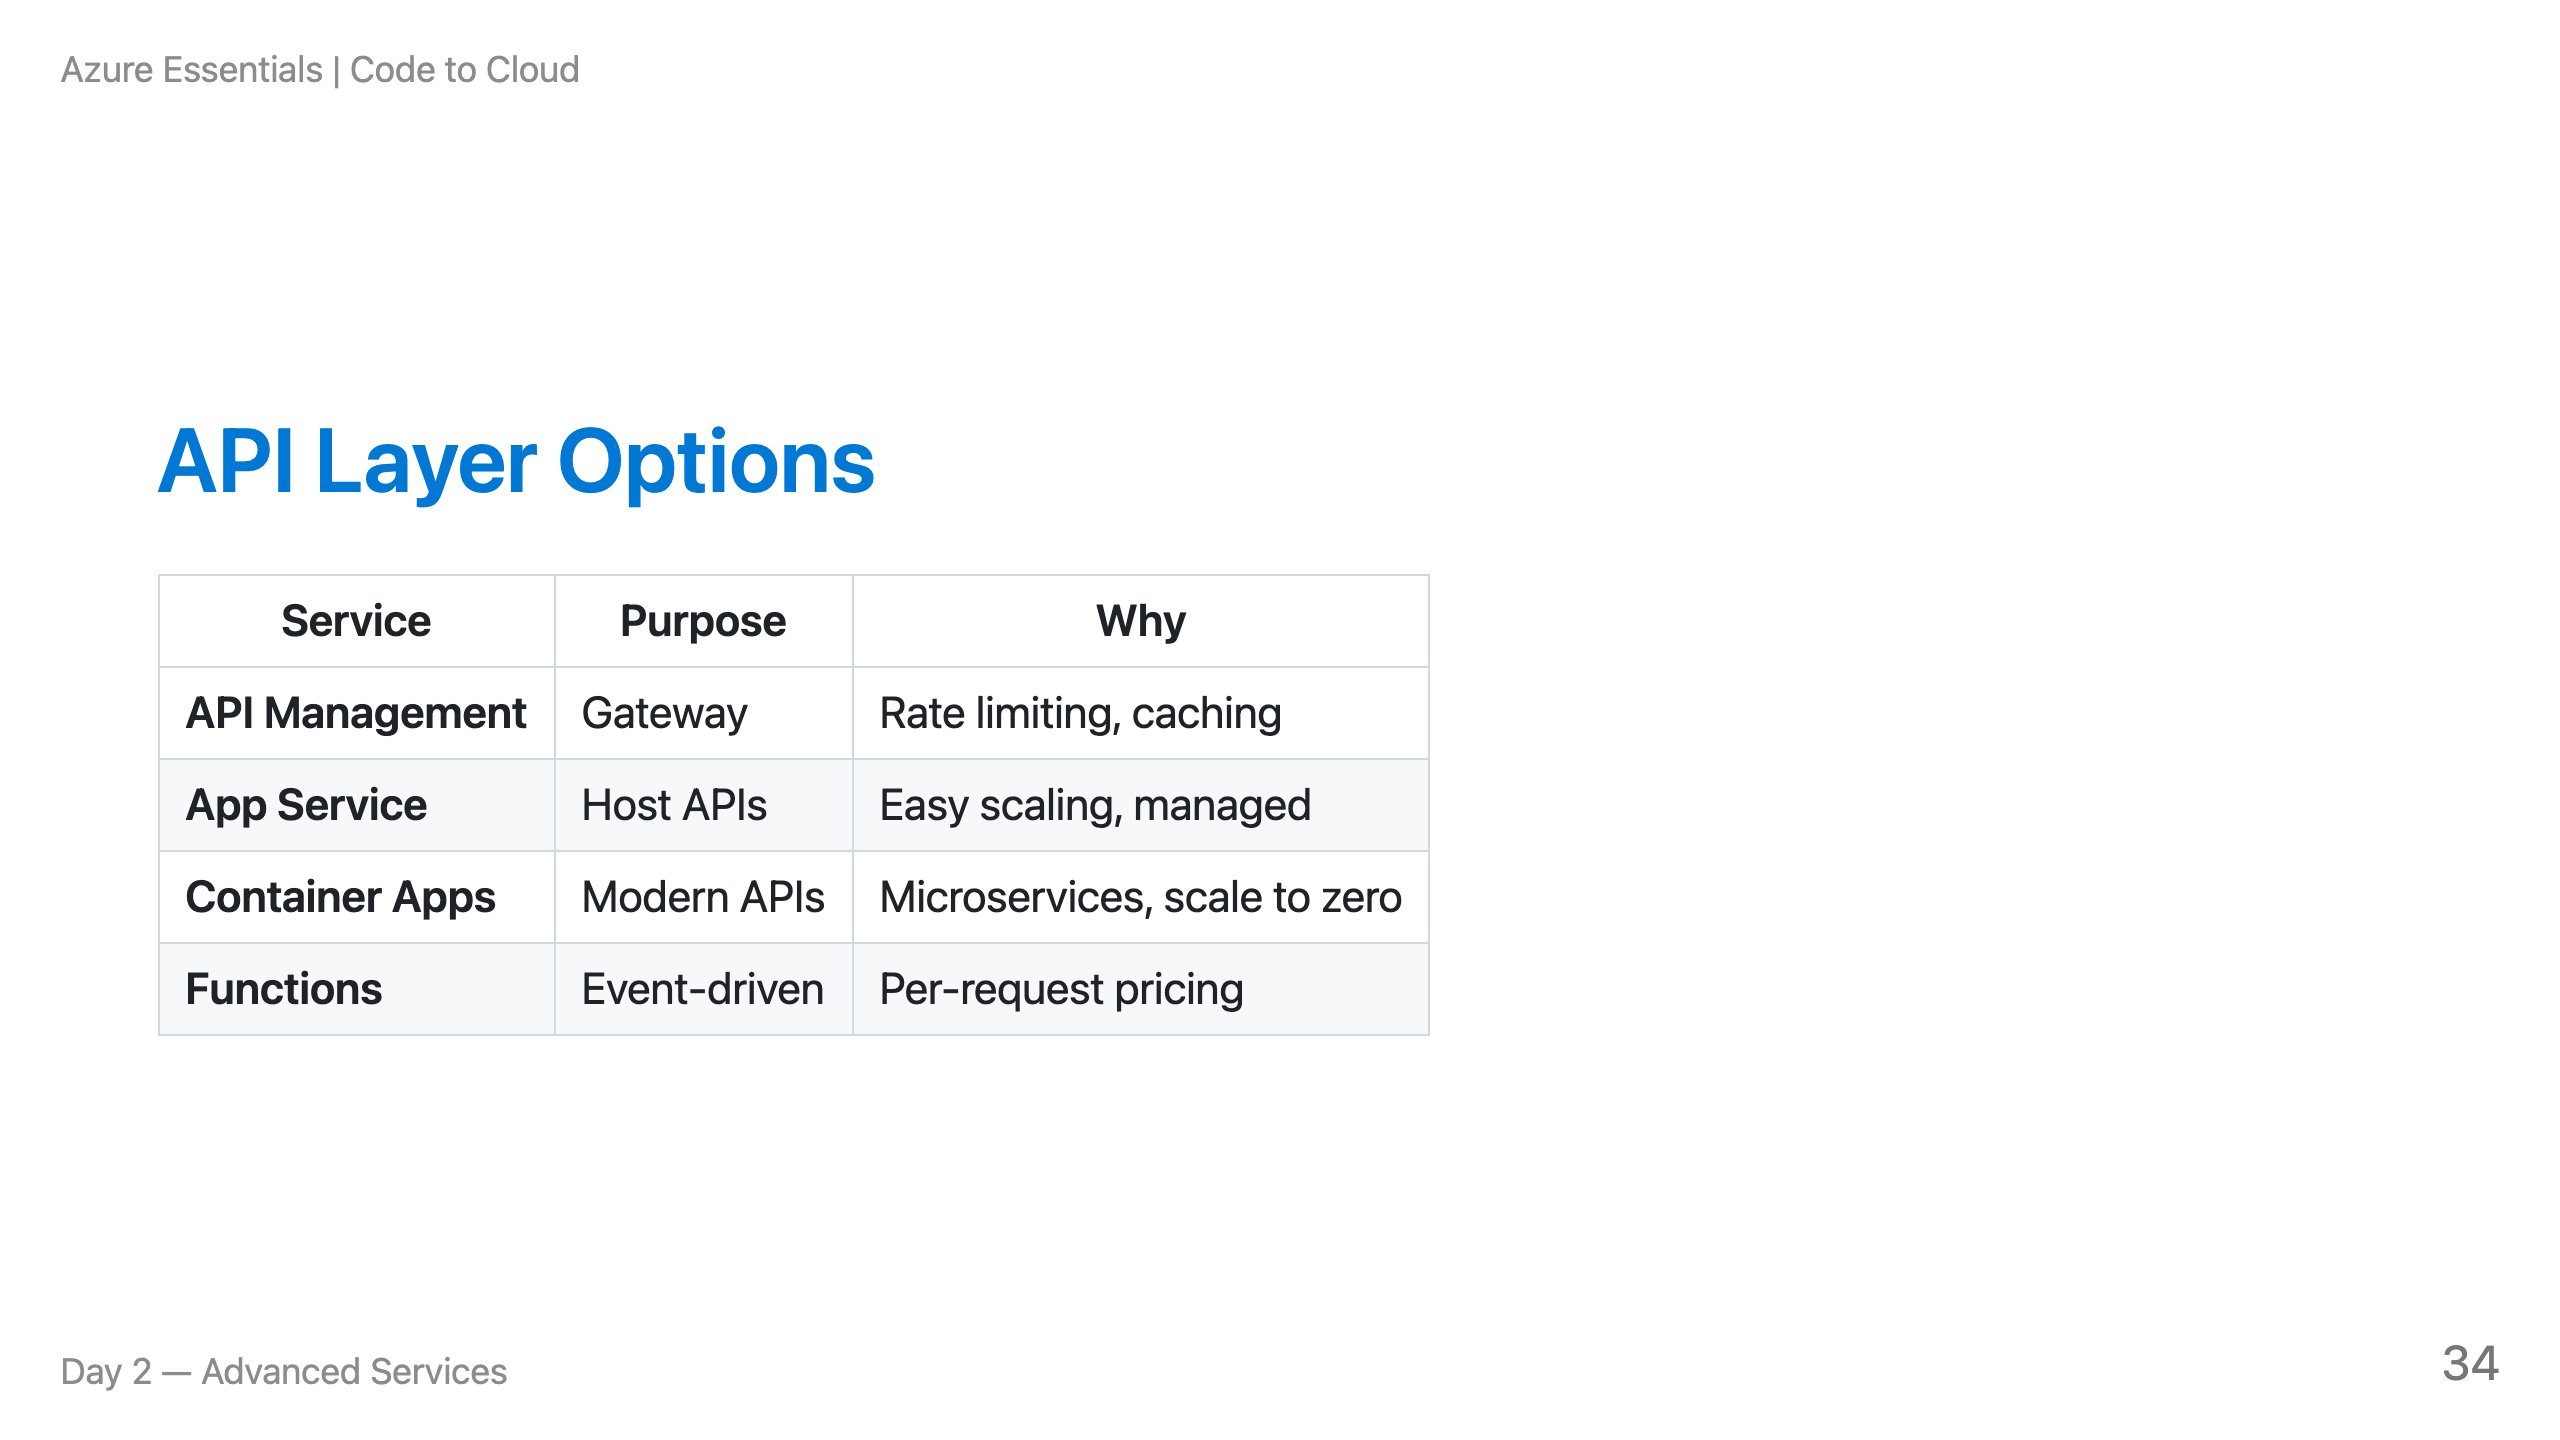 Azure Essentials | Code to Cloud
API Layer Options
Service Purpose Why
API Management Gateway Rate limiting, caching
App Service Host APIs Easy scaling, managed
Container Apps Modern APIs Microservices, scale to zero
Functions Event-driven Per-request pricing
Day 2 — Advanced Services
34